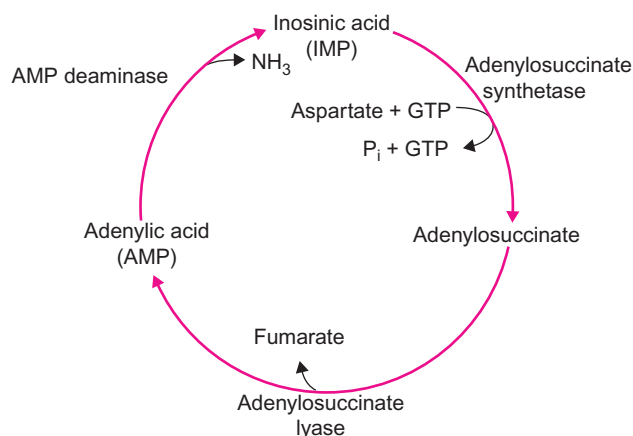 Inosinic acid
(IMP)
AMP deaminase
NH3
Adenylosuccinate
synthetase
Aspartate + GTP
Pi + GTP
Adenylic acid
(AMP)
Adenylosuccinate
Fumarate
Adenylosuccinate
lyase